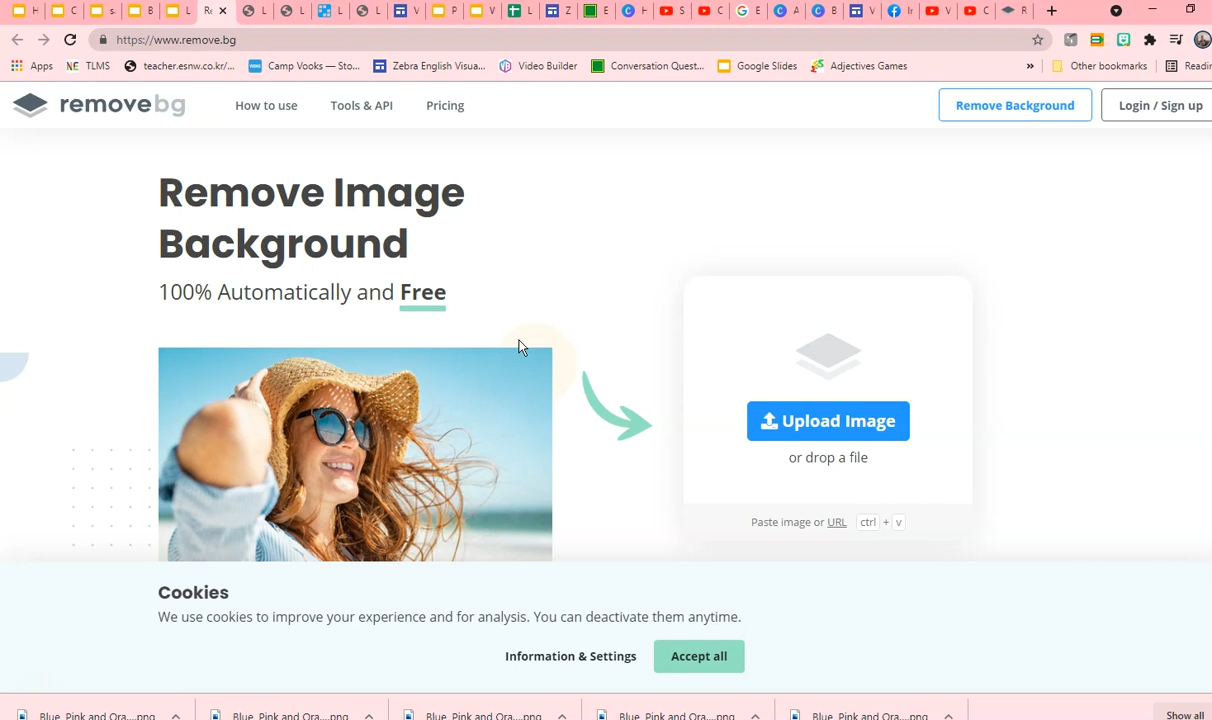 H
C
s
B
L
R
L
L
L
L
V
P
V
L
Z
E
C
H
S
C
E
A
B
V
Ir
V
C
R
https://www.remove.bg
Apps
TLMS
teacher.esnw.co.kr/...
Camp Vooks — Sto...
Zebra English Visua...
Video Builder
Conversation Quest...
Google Slides
Adjectives Games
»
Other bookmarks
Readin
removebg
How to use
Tools & API
Pricing
Remove Background
Login / Sign up
Remove Image
Background
100% Automatically and Free
Upload Image
or drop a file
Paste image or URL ctrl + v
Cookies
We use cookies to improve your experience and for analysis. You can deactivate them anytime.
Information & Settings
Accept all
Blue, Pink and Ora....png
Blue, Pink and Ora....png
Blue, Pink and Ora....png
Blue, Pink and Ora....png
Blue, Pink and Ora....png
Show all